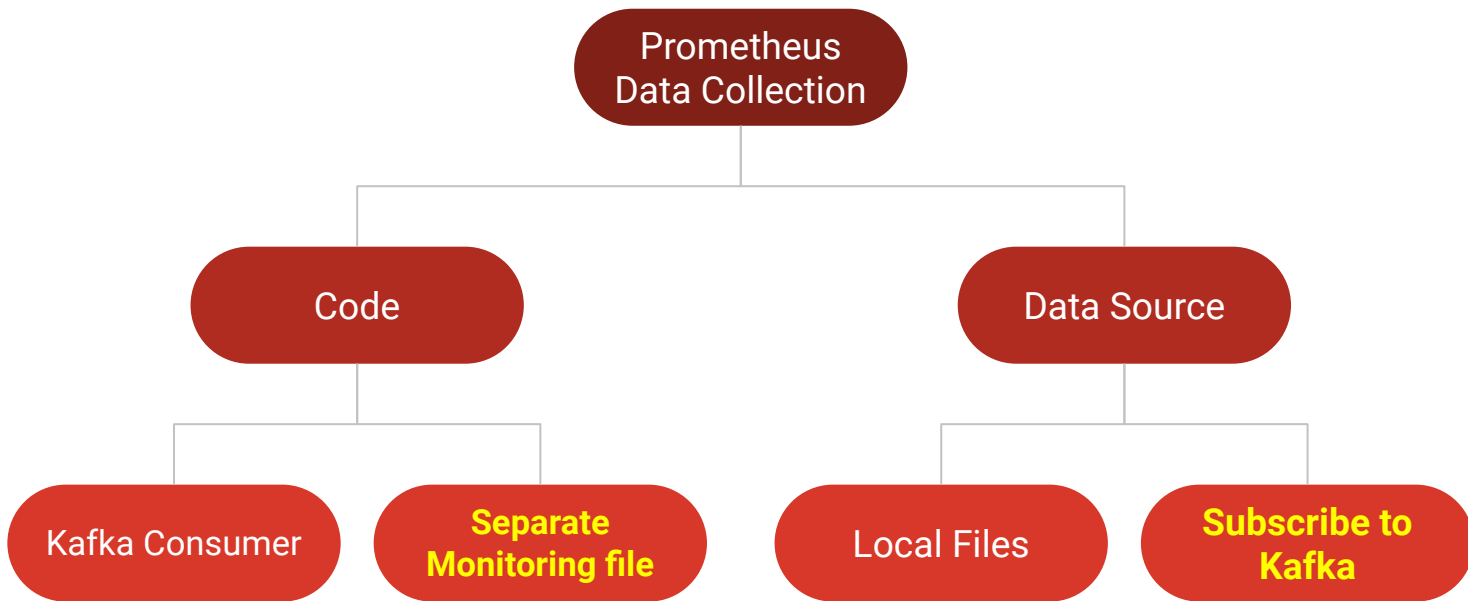 Prometheus
Data Collection
Code
Data Source
Kafka Consumer
Separate
Monitoring file
Local Files
Subscribe to
Kafka